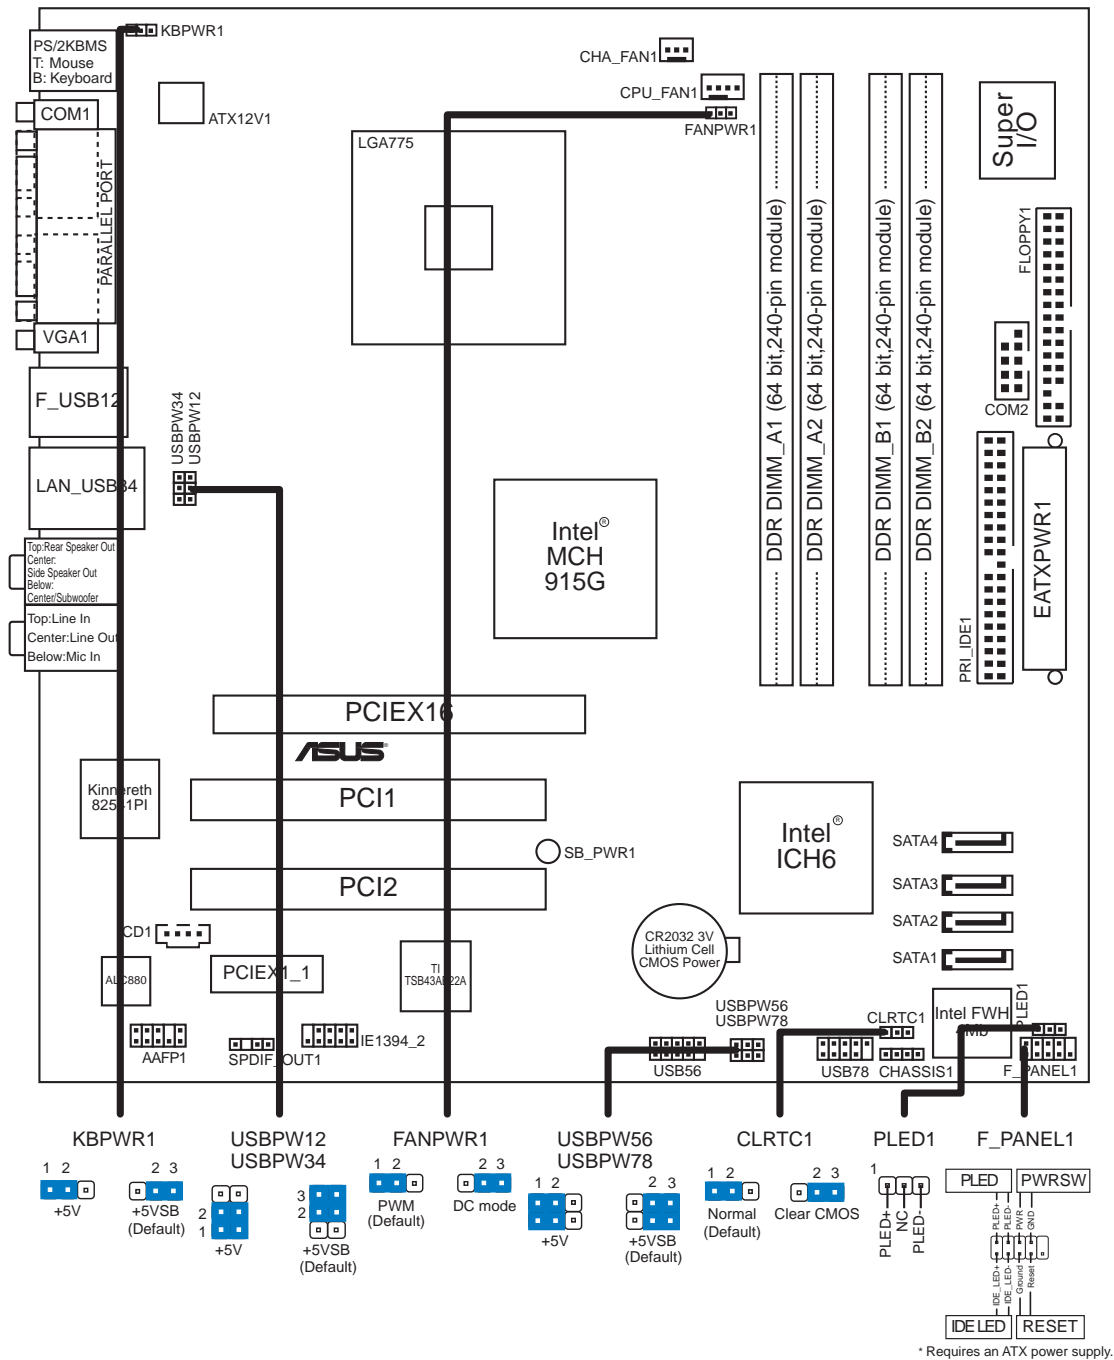 KBPWR1
PS/2KBMS
T: Mouse
B: Keyboard
CHA_FAN1
CPU_FAN1
FANPWR1
COM1
ATX12V1
LGA775
Super
I/O
PARALLEL PORT
FLOPPY1
VGA1
DDR DIMM_A1 (64 bit,240-pin module)
DDR DIMM_A2 (64 bit,240-pin module)
DDR DIMM_B1 (64 bit,240-pin module)
DDR DIMM_B2 (64 bit,240-pin module)
F_USB12
USBPW34
USBPW12
COM2
LAN_USB34
Intel®
MCH
915G
EATXPWR1
PRI_IDE1
Top:Rear Speaker Out
Center:
Side Speaker Out
Below:
Center/Subwoofer
Top:Line In
Center:Line Out
Below:Mic In
PCIEX16
ASUS
Kinnereth
82541PI
PCI1
Intel®
ICH6
SB_PWR1
SATA4
PCI2
SATA3
SATA2
CD1
CR2032 3V
Lithium Cell
CMOS Power
SATA1
ALC880
PCIEX1_1
TI
TSB43AB22A
USBPW56
USBPW78
CLRTC1
Intel FWH
4Mb
PLED1
AAFP1
SPDIF_OUT1
IE1394_2
USB56
USB78
CHASSIS1
F_PANEL1
KBPWR1
USBPW12
USBPW34
FANPWR1
USBPW56
USBPW78
CLRTC1
PLED1
F_PANEL1
1 2
+5V
2 3
+5VSB
(Default)
2
1
+5V
3
2
+5VSB
(Default)
1 2
PWM
(Default)
2 3
DC mode
1 2
+5V
2 3
+5VSB
(Default)
1 2
Normal
(Default)
2 3
Clear CMOS
1
PLED+
NC
PLED-
PLED
PWRSW
PLED+
PLED-
PWR
GND
IDE_LED+
IDE_LED-
Ground
Reset
IDE LED
RESET
* Requires an ATX power supply.